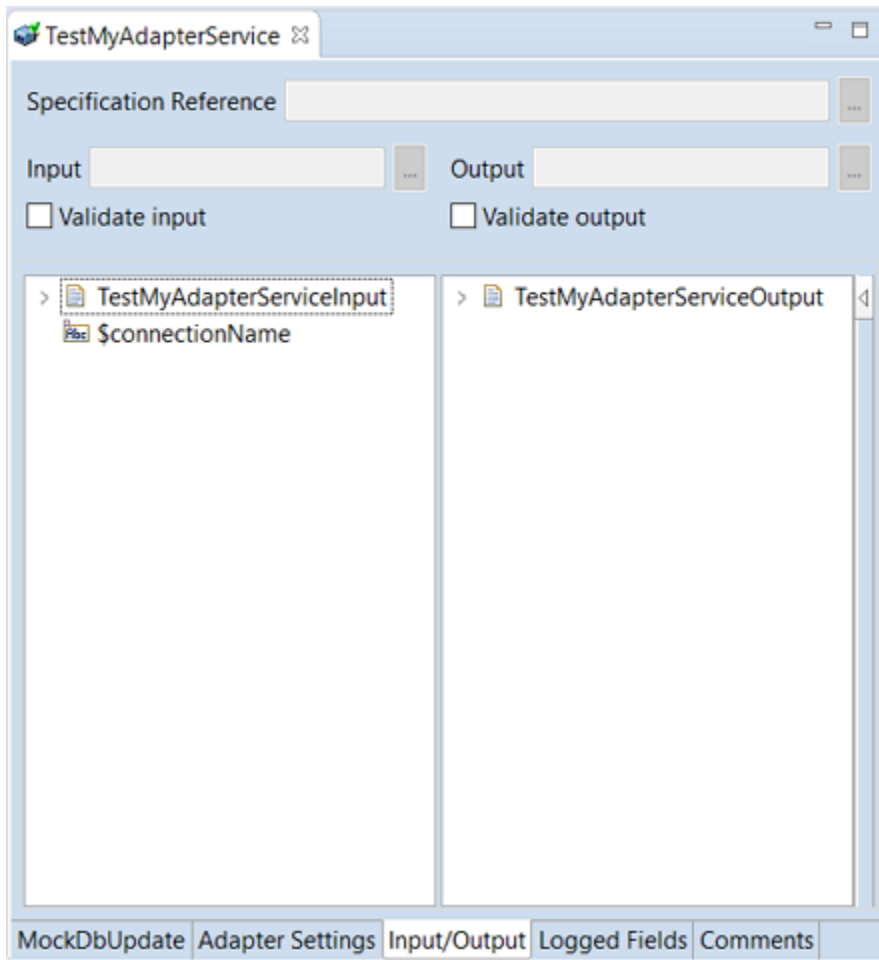 TestMyAdapterService
Specification Reference ...
Input ... Output ...
Validate input Validate output
TestMyAdapterServiceInput TestMyAdapterServiceOutput
Abc $connectionName
MockDbUpdate Adapter Settings Input/Output Logged Fields Comments